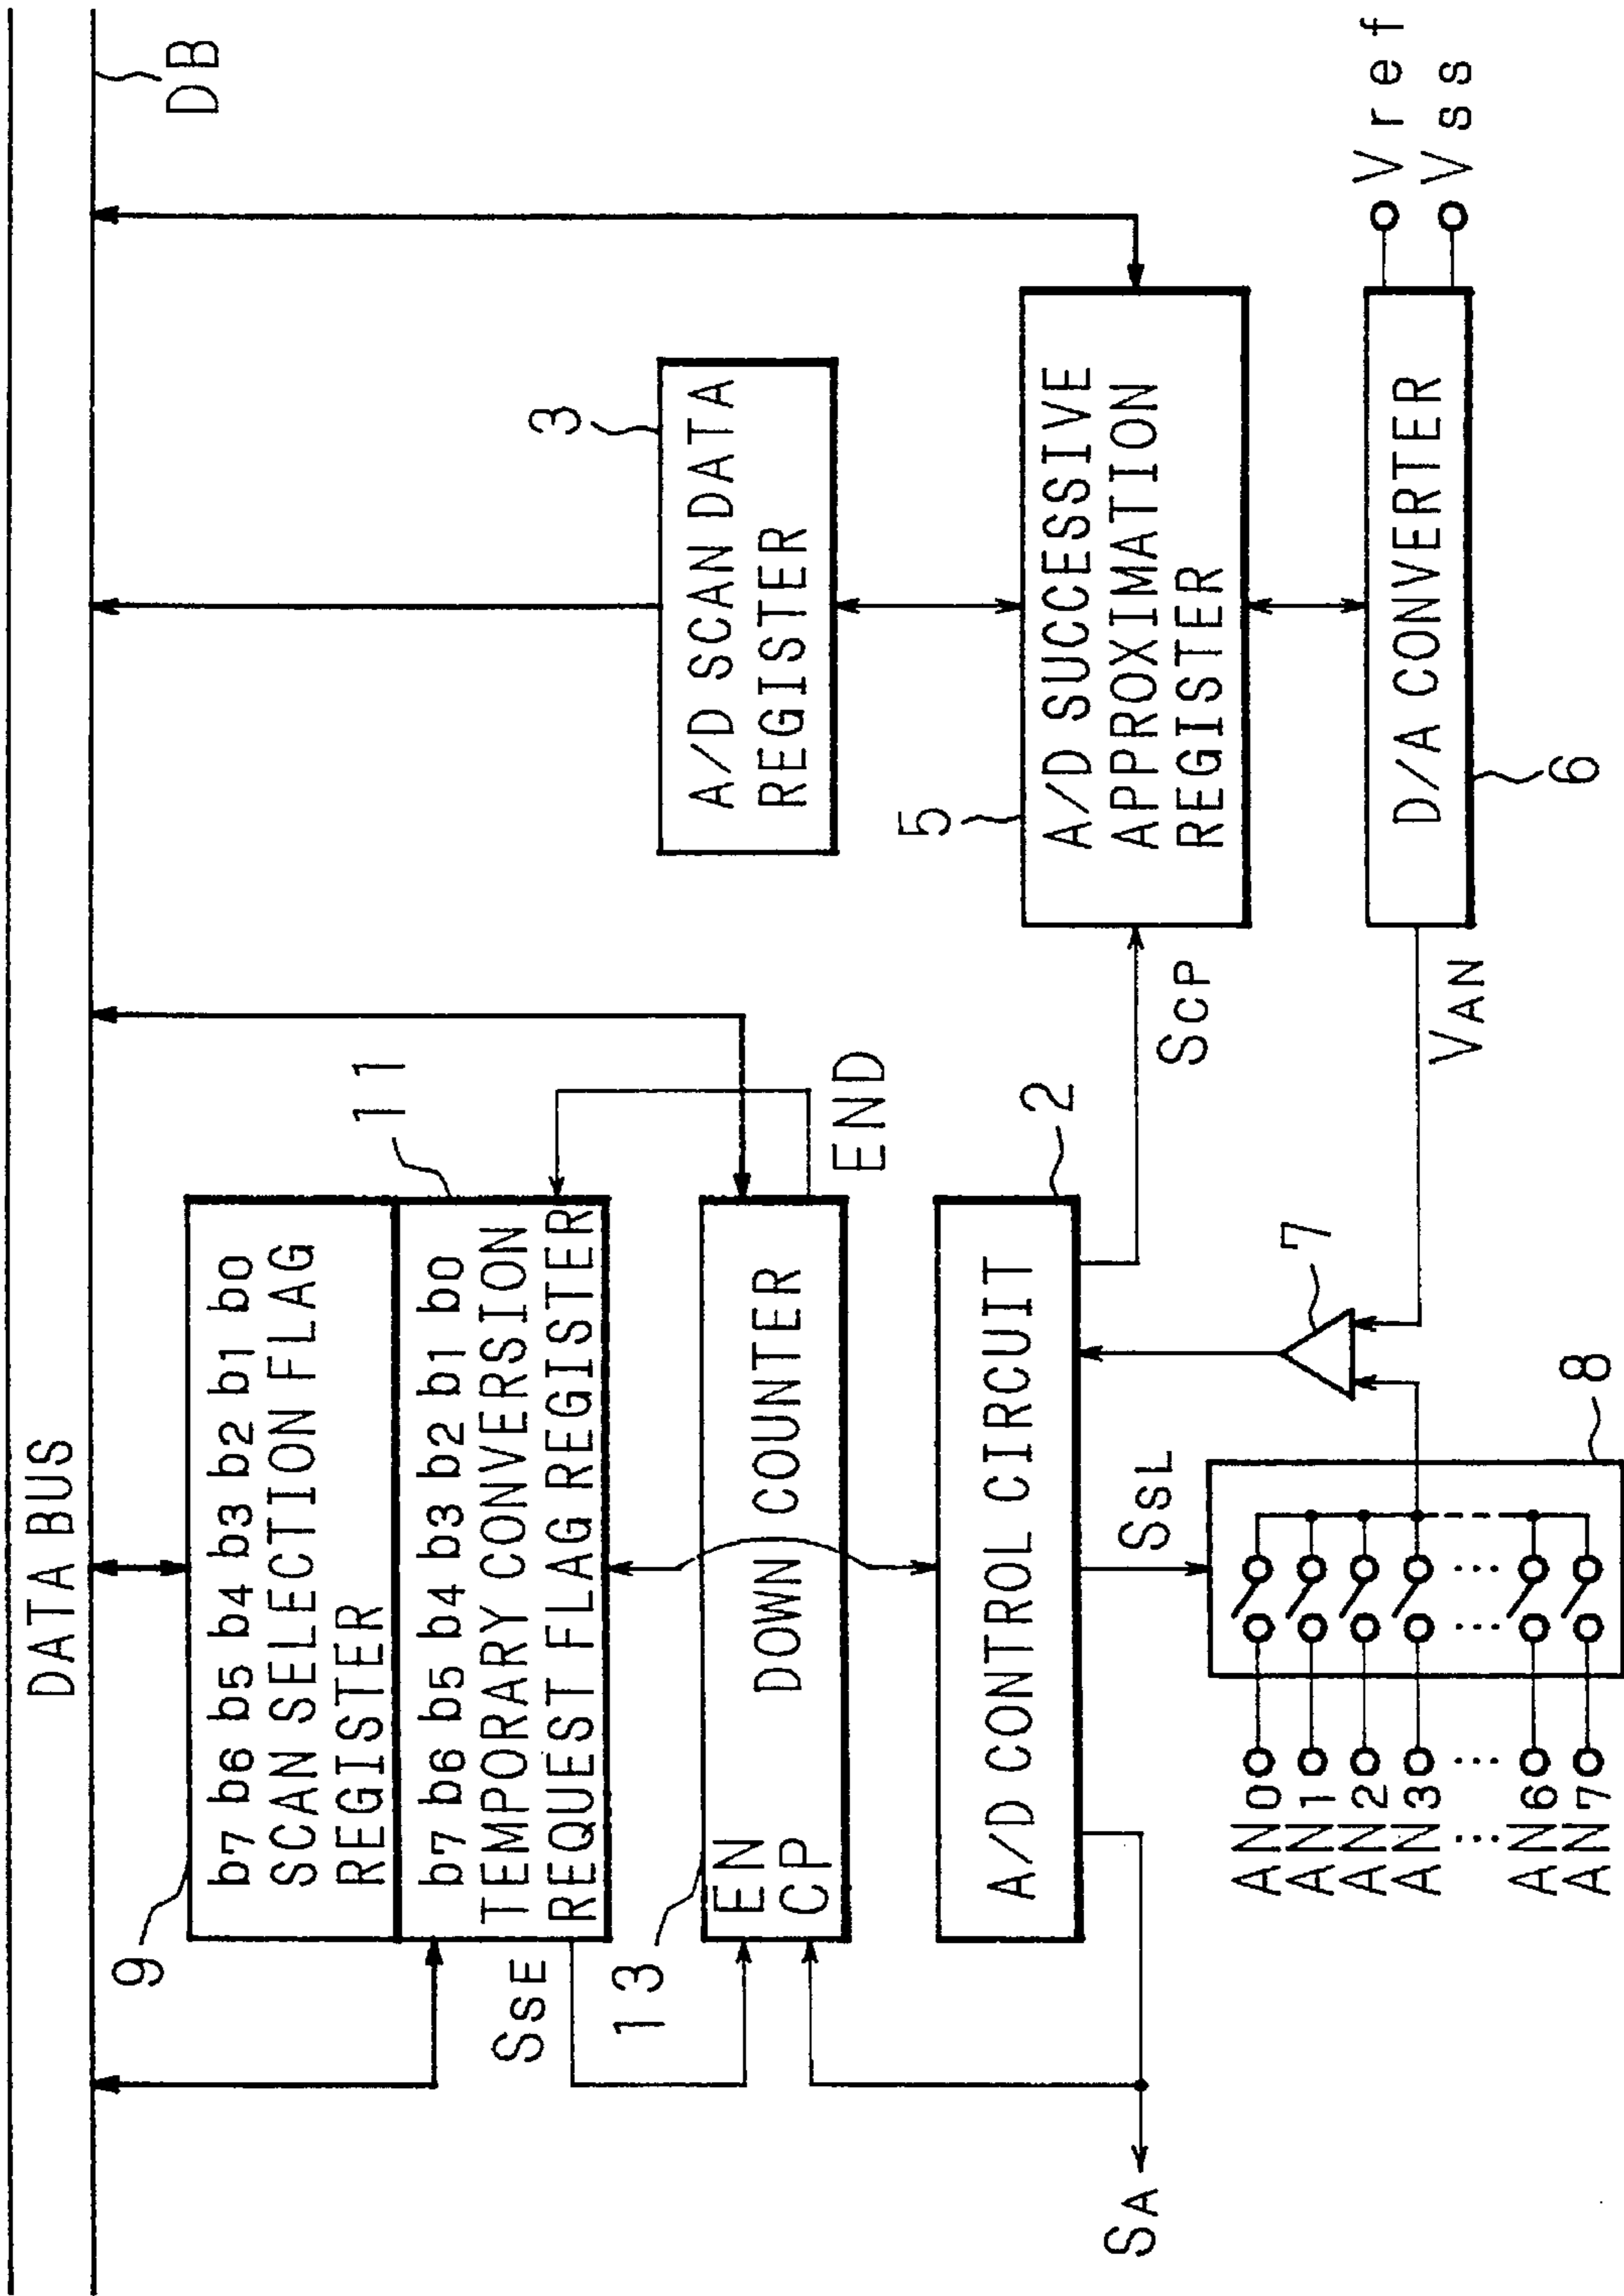 DATA BUS
DB
9
b7 b6 b5 b4 b3 b2 b1 b0
SCAN SELECTION FLAG
REGISTER
11
b7 b6 b5 b4 b3 b2 b1 b0
TEMPORARY CONVERSION
REQUEST FLAG REGISTER
SSE
END
13
EN
CP
DOWN COUNTER
3
A/D SCAN DATA
REGISTER
2
A/D CONTROL CIRCUIT
SA
SSL
SCP
5
A/D SUCCESSIVE
APPROXIMATION
REGISTER
7
VAN
D/A CONVERTER
6
Vref
Vss
8
AN0
AN1
AN2
AN3
...
AN6
AN7